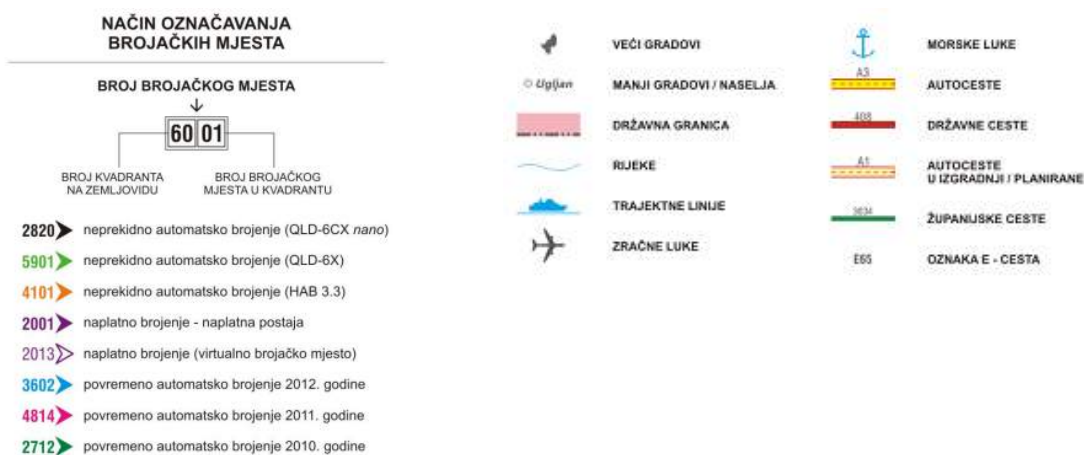 NAČIN OZNAČAVANJA
BROJAČKIH MJESTA
BROJ BROJAČKOG MJESTA
60 01
BROJ KVADRANTA
NA ZEMLJOVIDU
BROJ BROJAČKOG
MJESTA U KVADRANTU
2820 neprekidno automatsko brojenje (QLD-6CX nano)
5901 neprekidno automatsko brojenje (QLD-6X)
4101 neprekidno automatsko brojenje (HAB 3.3)
2001 naplatno brojenje - naplatna postaja
2013 naplatno brojenje (virtualno brojačko mjesto)
3602 povremeno automatsko brojenje 2012. godine
4814 povremeno automatsko brojenje 2011. godine
2712 povremeno automatsko brojenje 2010. godine
VEĆI GRADOVI
Ugljan MANJI GRADOVI / NASELJA
DRŽAVNA GRANICA
RIJEKE
TRAJEKTNE LINIJE
ZRAČNE LUKE
MORSKE LUKE
A3 AUTOCESTE
408 DRŽAVNE CESTE
A1 AUTOCESTE
U IZGRADNJI / PLANIRANE
3634 ŽUPANIJSKE CESTE
E65 OZNAKA E - CESTA